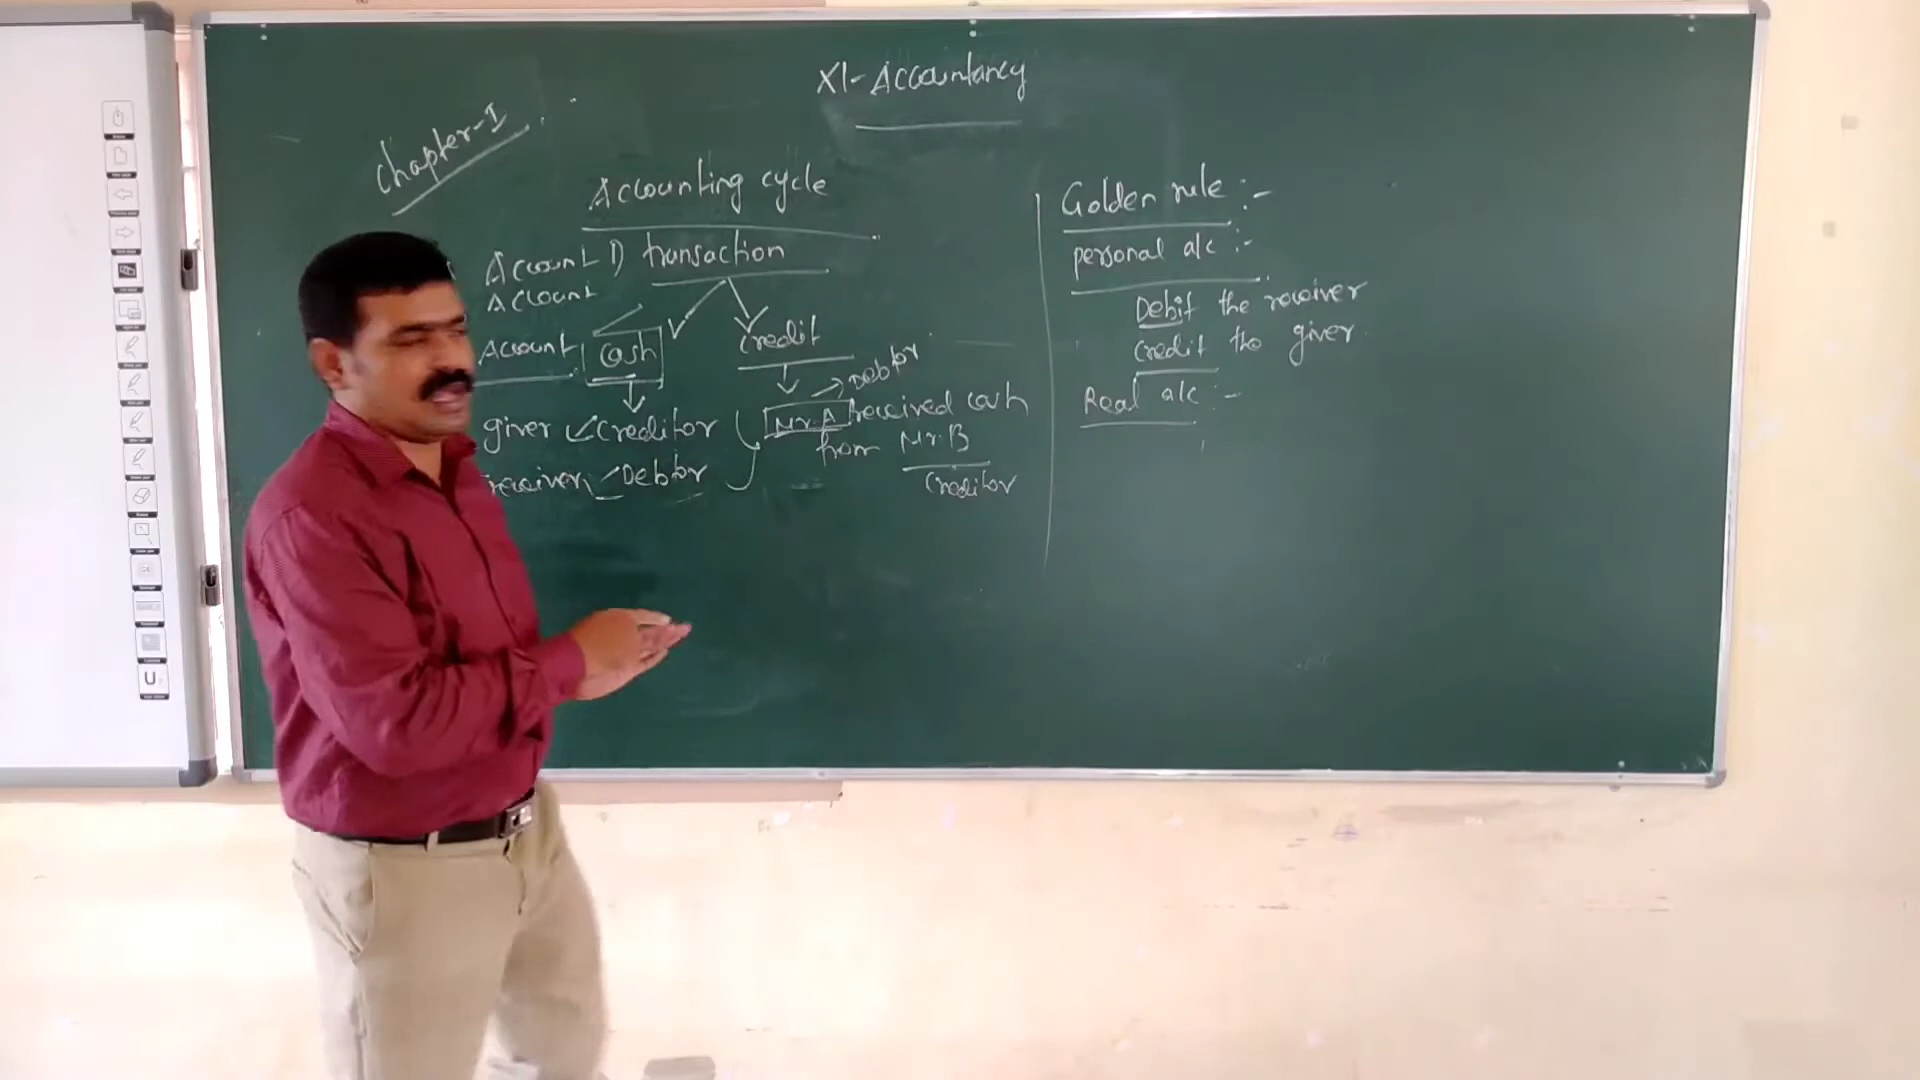 XI-Accountancy
Chapter-I
Accounting cycle
Account 1) transaction
Account
Account Cash
Credit
Debtor
giver Creditor
Mr.A received cash
from Mr.B
receiver Debtor
Creditor
Golden rule :-
personal a/c :-
Debit the receiver
Credit the giver
Real a/c :-